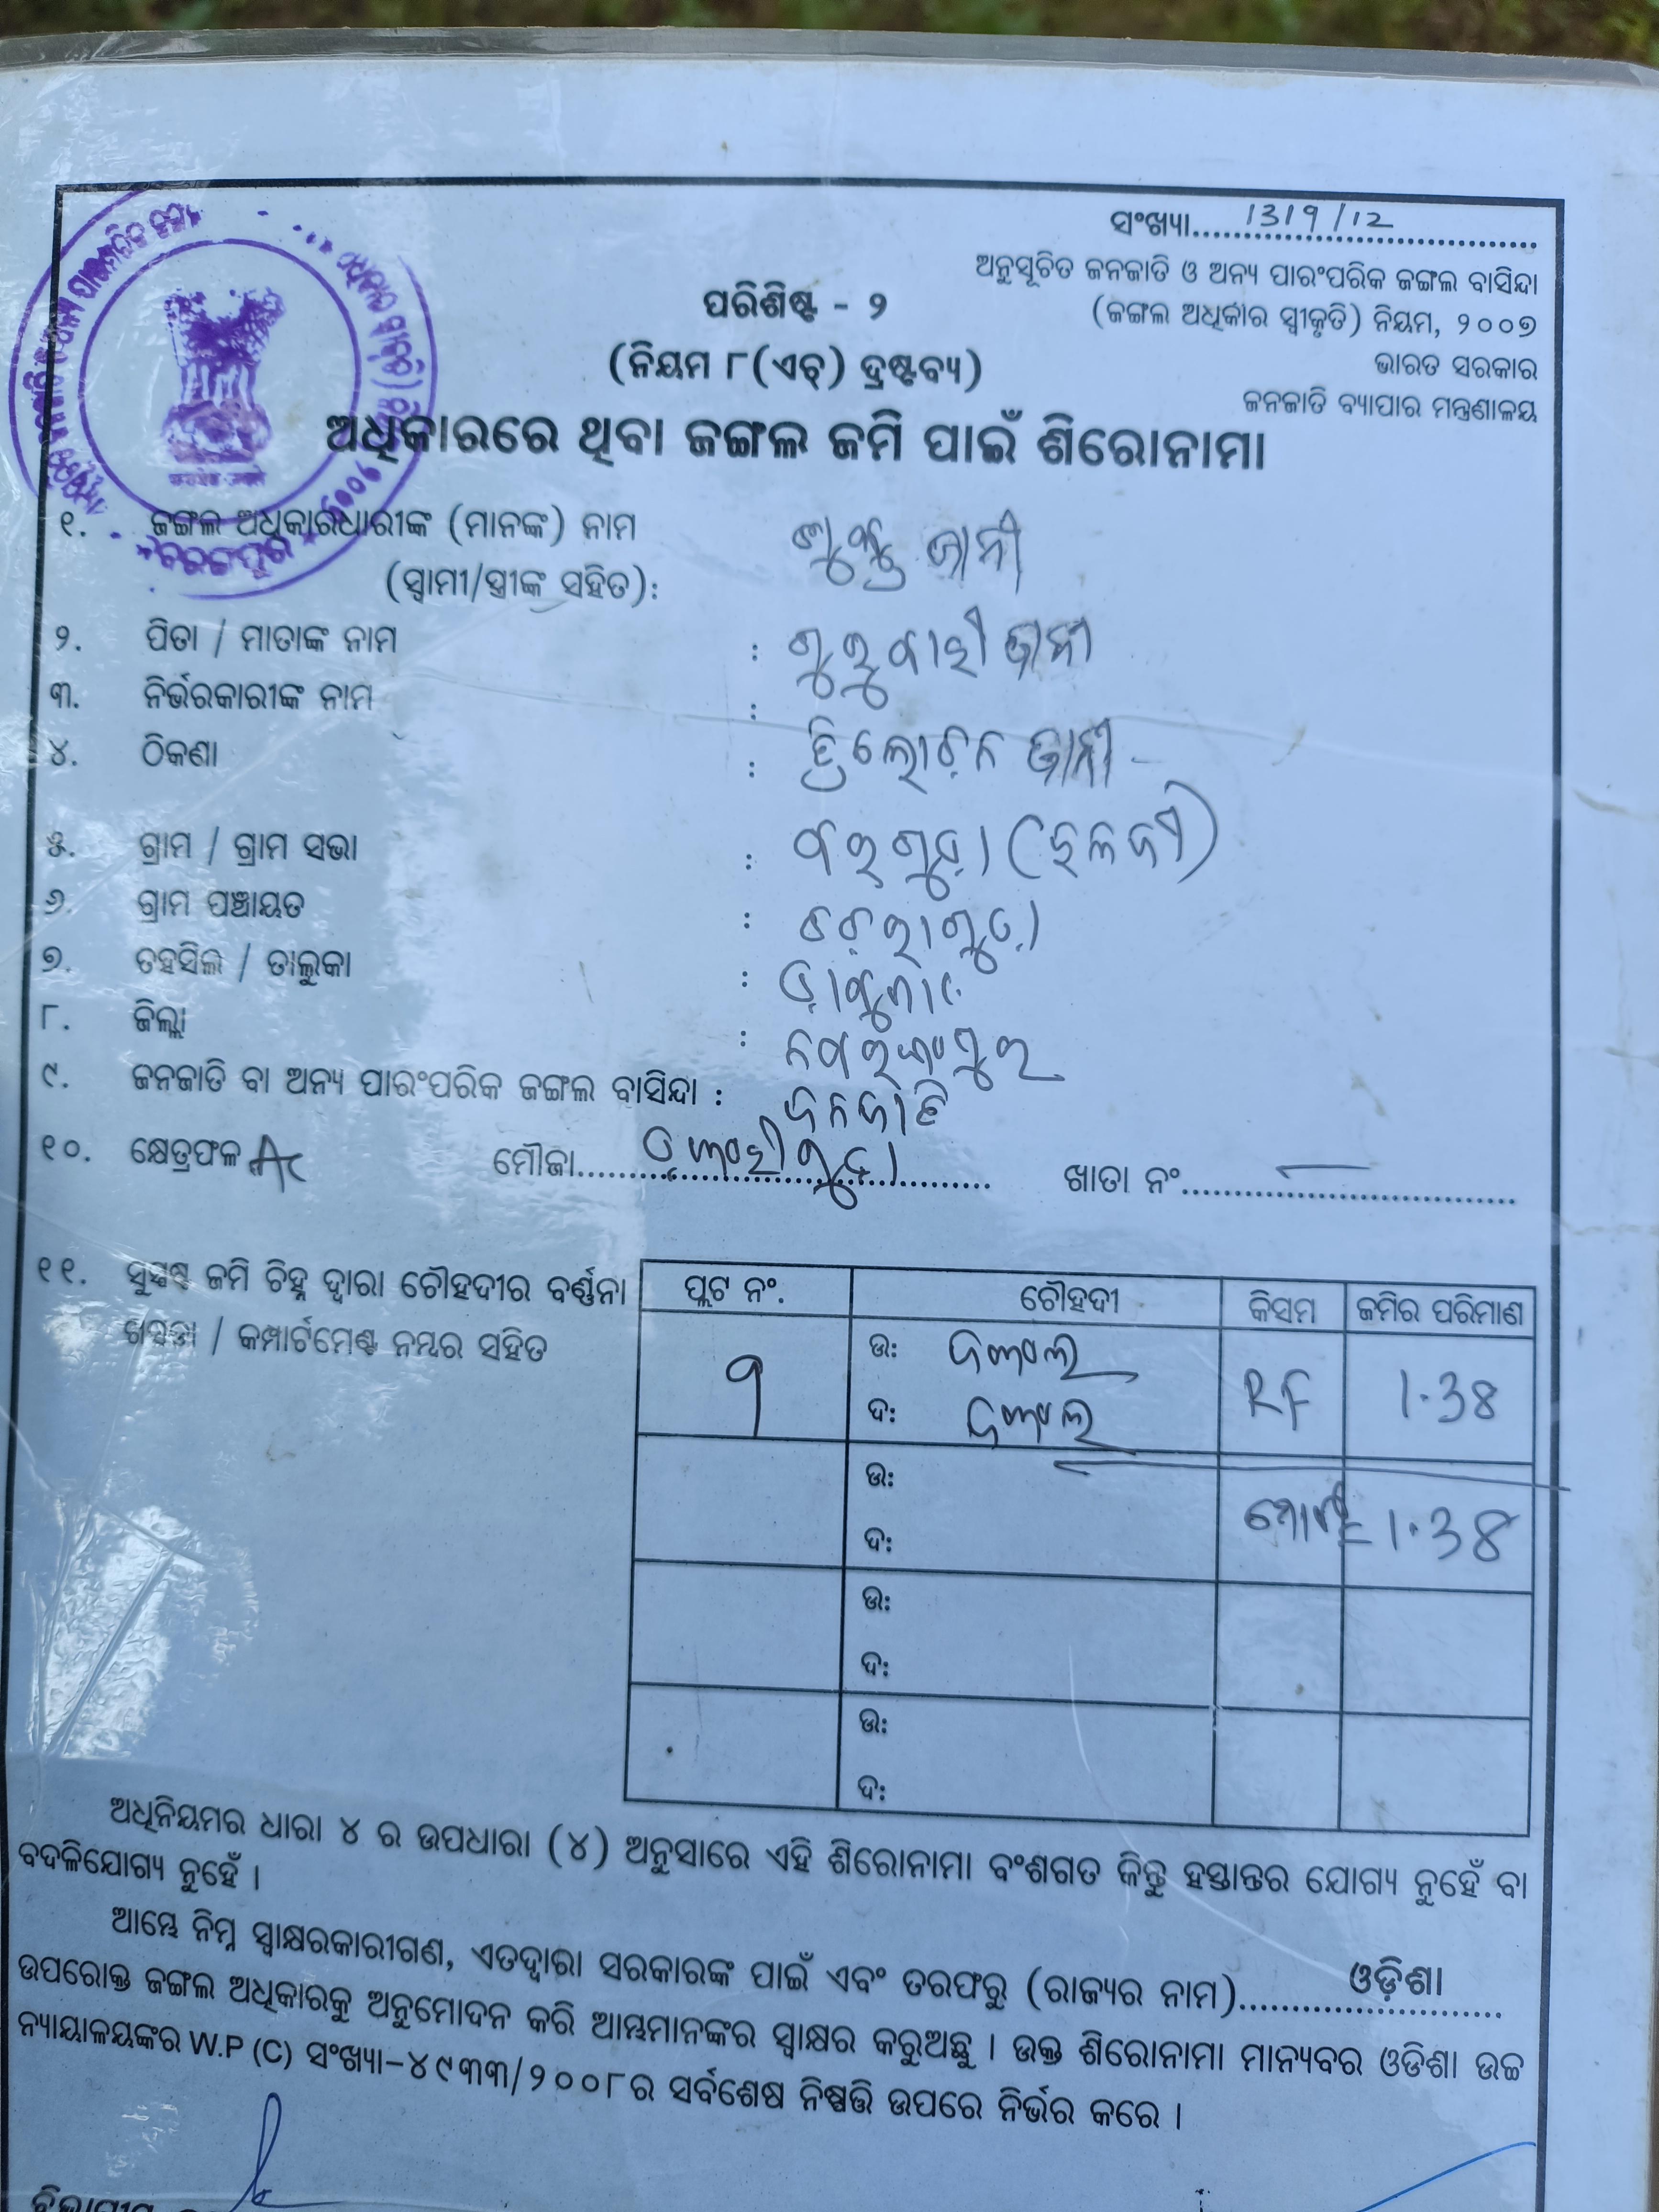 ସଂଖ୍ୟା.....1319/12.....
ଅନୁସୂଚିତ ଜନଜାତି ଓ ଅନ୍ୟ ପାରଂପରିକ ଜଙ୍ଗଲ ବାସିନ୍ଦା
(ଜଙ୍ଗଲ ଅଧିକାର ସ୍ୱୀକୃତି) ନିୟମ, ୨୦୦୭
ଭାରତ ସରକାର
ଜନଜାତି ବ୍ୟାପାର ମନ୍ତ୍ରଣାଳୟ
ପରିଶିଷ୍ଟ - ୨
(ନିୟମ ୮(ଏଚ୍) ଦ୍ରଷ୍ଟବ୍ୟ)
ଅଧିକାରରେ ଥିବା ଜଙ୍ଗଲ ଜମି ପାଇଁ ଶିରୋନାମା
୧. ଜଙ୍ଗଲ ଅଧିକାରଧାରୀଙ୍କ (ମାନଙ୍କ) ନାମ ଜାନୀ
(ସ୍ୱାମୀ/ସ୍ତ୍ରୀଙ୍କ ସହିତ):
୨. ପିତା / ମାତାଙ୍କ ନାମ : ଗୁରୁବାରୀ ଜାନୀ
୩. ନିର୍ଭରକାରୀଙ୍କ ନାମ :
୪. ଠିକଣା : ତ୍ରିଲୋଚନ ଜାନୀ
୫. ଗ୍ରାମ / ଗ୍ରାମ ସଭା :
୬. ଗ୍ରାମ ପଞ୍ଚାୟତ :
୭. ତହସିଲ / ତାଲୁକା : ଡାବୁଗାଁ
୮. ଜିଲ୍ଲା : ନବରଙ୍ଗପୁର
୯. ଜନଜାତି ବା ଅନ୍ୟ ପାରଂପରିକ ଜଙ୍ଗଲ ବାସିନ୍ଦା : ଜନଜାତି
୧୦. କ୍ଷେତ୍ରଫଳ Ac ମୌଜା..... ଖାତା ନଂ.....
୧୧. ସୁସ୍ପଷ୍ଟ ଜମି ଚିହ୍ନ ଦ୍ୱାରା ଚୌହଦୀର ବର୍ଣ୍ଣନା
ଖସଡା / କମ୍ପାର୍ଟମେଣ୍ଟ ନମ୍ବର ସହିତ
ପ୍ଲଟ ନଂ. ଚୌହଦୀ କିସମ ଜମିର ପରିମାଣ
୧ ଉ: ଜଙ୍ଗଲ RF 1.38
ଦ: ଜଙ୍ଗଲ
ଉ: ମୋଟ = 1.38
ଦ:
ଉ:
ଦ:
ଉ:
ଦ:
ଅଧିନିୟମର ଧାରା ୪ ର ଉପଧାରା (୪) ଅନୁସାରେ ଏହି ଶିରୋନାମା ବଂଶଗତ କିନ୍ତୁ ହସ୍ତାନ୍ତର ଯୋଗ୍ୟ ନୁହେଁ ବା
ବଦଳିଯୋଗ୍ୟ ନୁହେଁ ।
ଆମ୍ଭେ ନିମ୍ନ ସ୍ୱାକ୍ଷରକାରୀଗଣ, ଏତଦ୍ୱାରା ସରକାରଙ୍କ ପାଇଁ ଏବଂ ତରଫରୁ (ରାଜ୍ୟର ନାମ).....ଓଡ଼ିଶା.....
ଉପରୋକ୍ତ ଜଙ୍ଗଲ ଅଧିକାରକୁ ଅନୁମୋଦନ କରି ଆମ୍ଭମାନଙ୍କର ସ୍ୱାକ୍ଷର କରୁଅଛୁ । ଉକ୍ତ ଶିରୋନାମା ମାନ୍ୟବର ଓଡିଶା ଉଚ୍ଚ
ନ୍ୟାୟାଳୟଙ୍କର W.P (C) ସଂଖ୍ୟା-୪୯୩୩/୨୦୦୮ର ସର୍ବଶେଷ ନିଷ୍ପତ୍ତି ଉପରେ ନିର୍ଭର କରେ ।